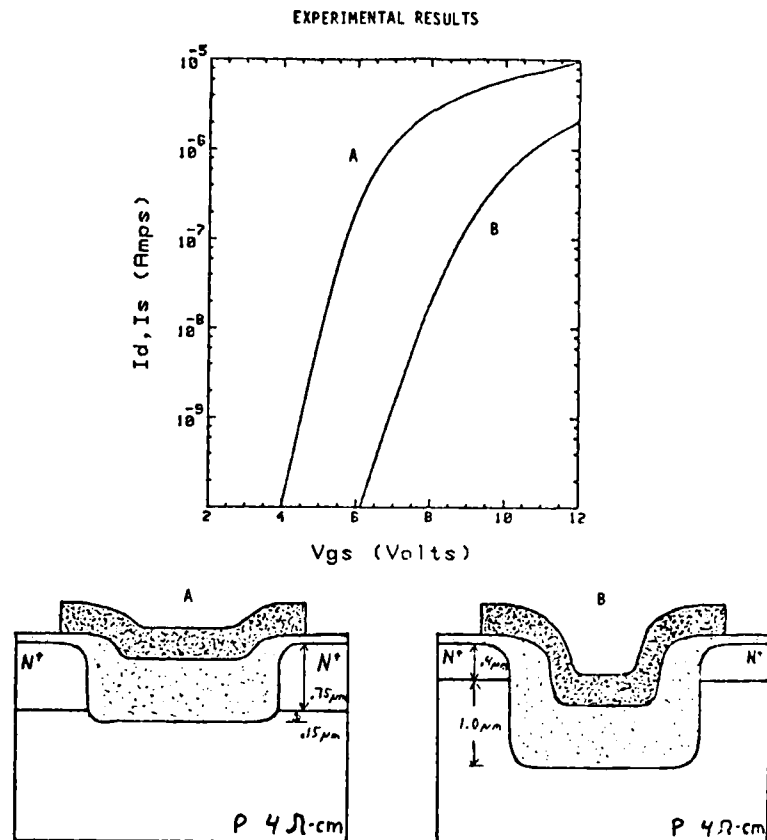 EXPERIMENTAL RESULTS
10-5
10-6
10-7
10-8
10-9
Id, Is (Amps)
A
B
2 4 6 8 10 12
Vgs (Volts)
A
N+ N+
.75μm
.15μm
P 4 Ω-cm
B
N+ N+
.4μm
1.0μm
P 4 Ω-cm